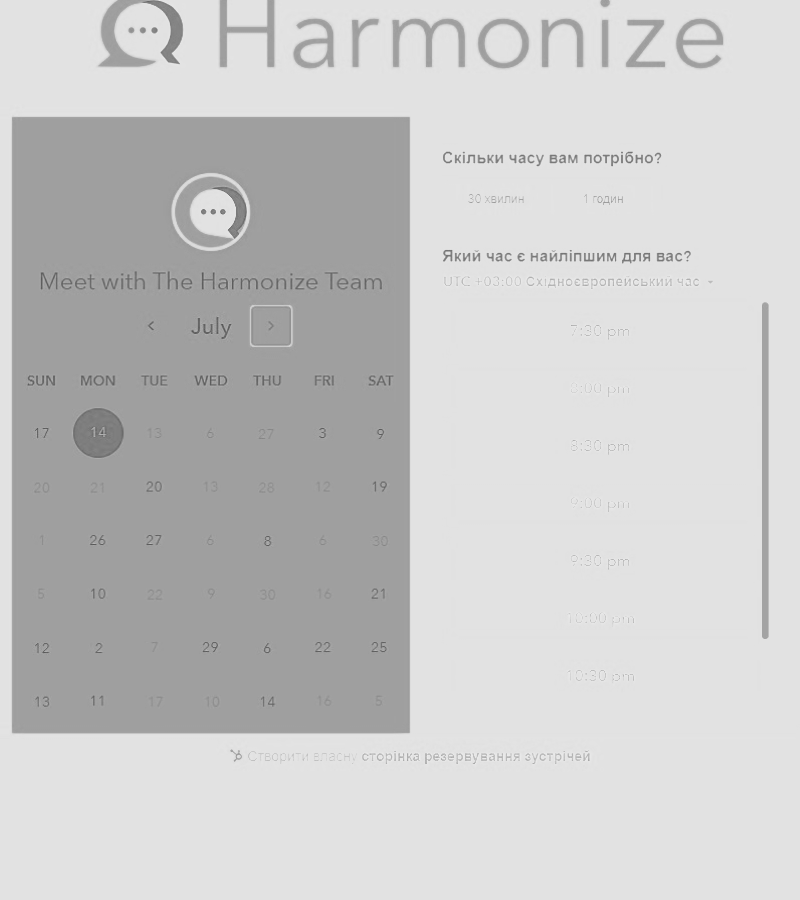 Harmonize
Meet with The Harmonize Team
July
SUN MON TUE WED THU FRI SAT
17 14 13 6 27 3 9
20 21 20 13 28 12 19
1 26 27 6 8 6 30
5 10 22 9 30 16 21
12 2 7 29 6 22 25
13 11 17 10 14 16 5
Скільки часу вам потрібно?
30 хвилин 1 годин
Який час є найліпшим для вас?
UTC +03:00 Східноєвропейський час
7:30 pm
8:00 pm
8:30 pm
9:00 pm
9:30 pm
10:00 pm
10:30 pm
Створити власну сторінка резервування зустрічей